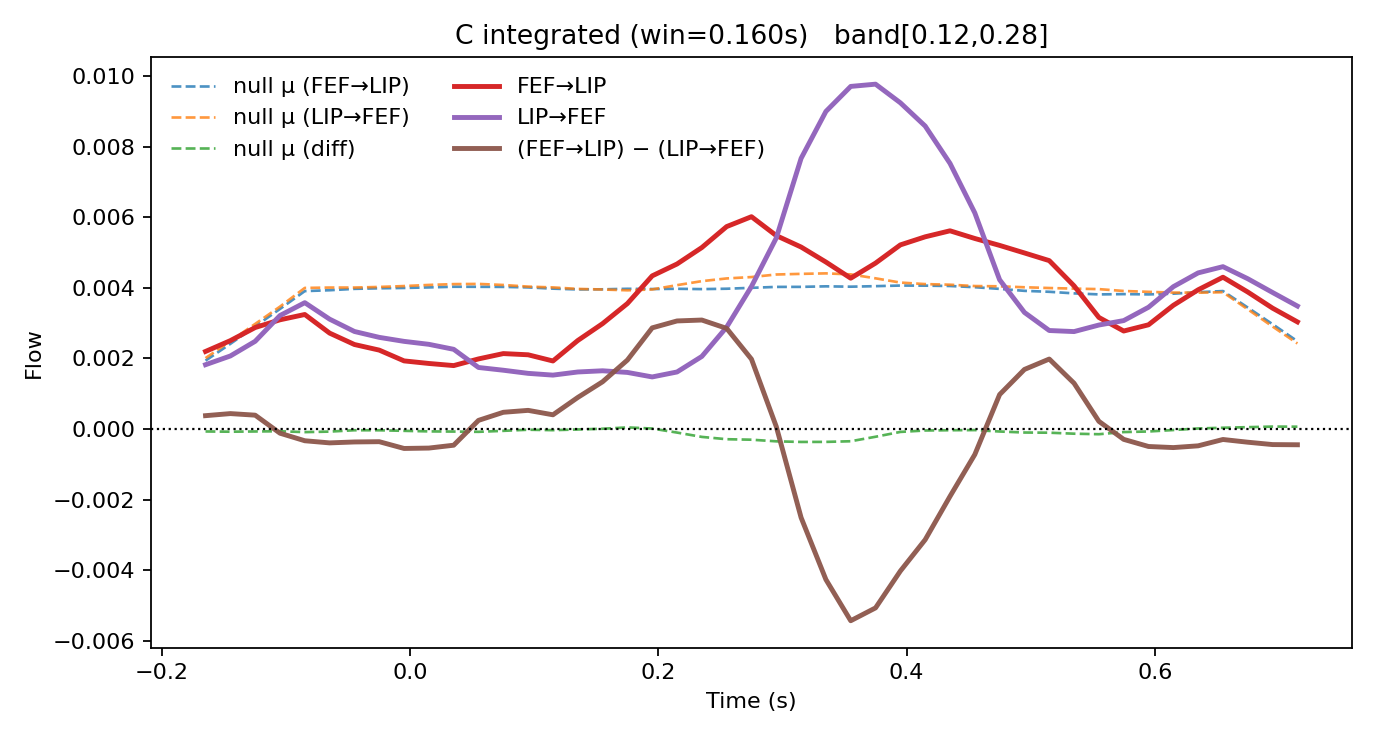 C integrated (win=0.160s)   band[0.12,0.28]
null μ (FEF→LIP)
null μ (LIP→FEF)
null μ (diff)
FEF→LIP
LIP→FEF
(FEF→LIP) − (LIP→FEF)
Flow
0.010
0.008
0.006
0.004
0.002
0.000
−0.002
−0.004
−0.006
−0.2
0.0
0.2
0.4
0.6
Time (s)